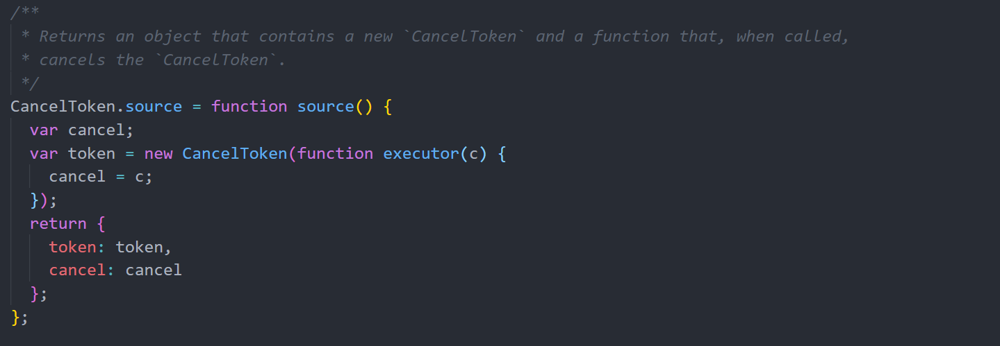 /**
 * Returns an object that contains a new `CancelToken` and a function that, when called,
 * cancels the `CancelToken`.
 */
CancelToken.source = function source() {
  var cancel;
  var token = new CancelToken(function executor(c) {
    cancel = c;
  });
  return {
    token: token,
    cancel: cancel
  };
};